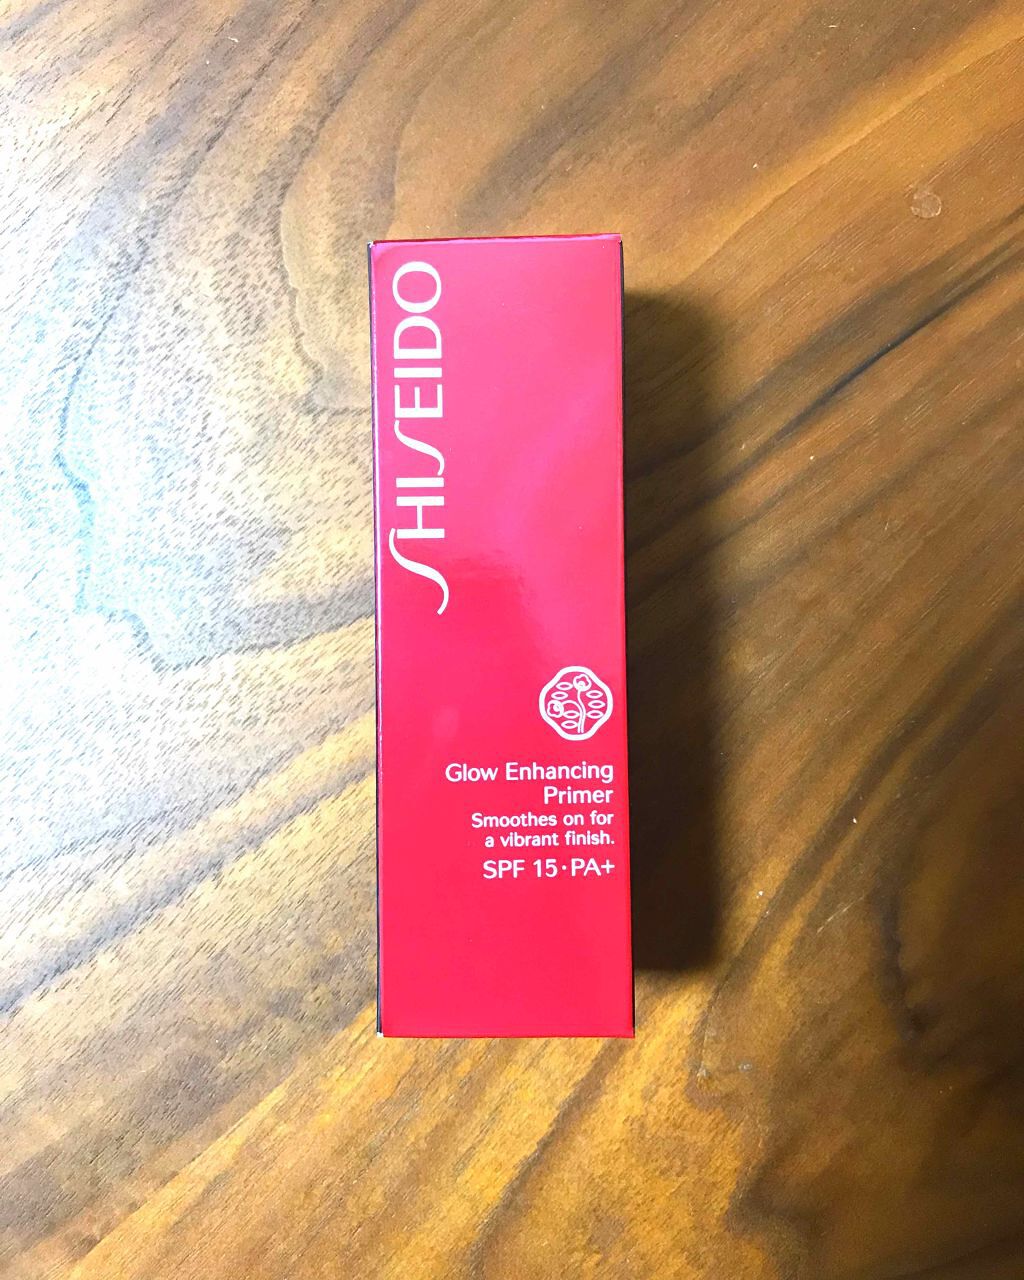 SHISEIDO
Glow Enhancing
Primer
Smoothes on for
a vibrant finish.
SPF 15·PA+